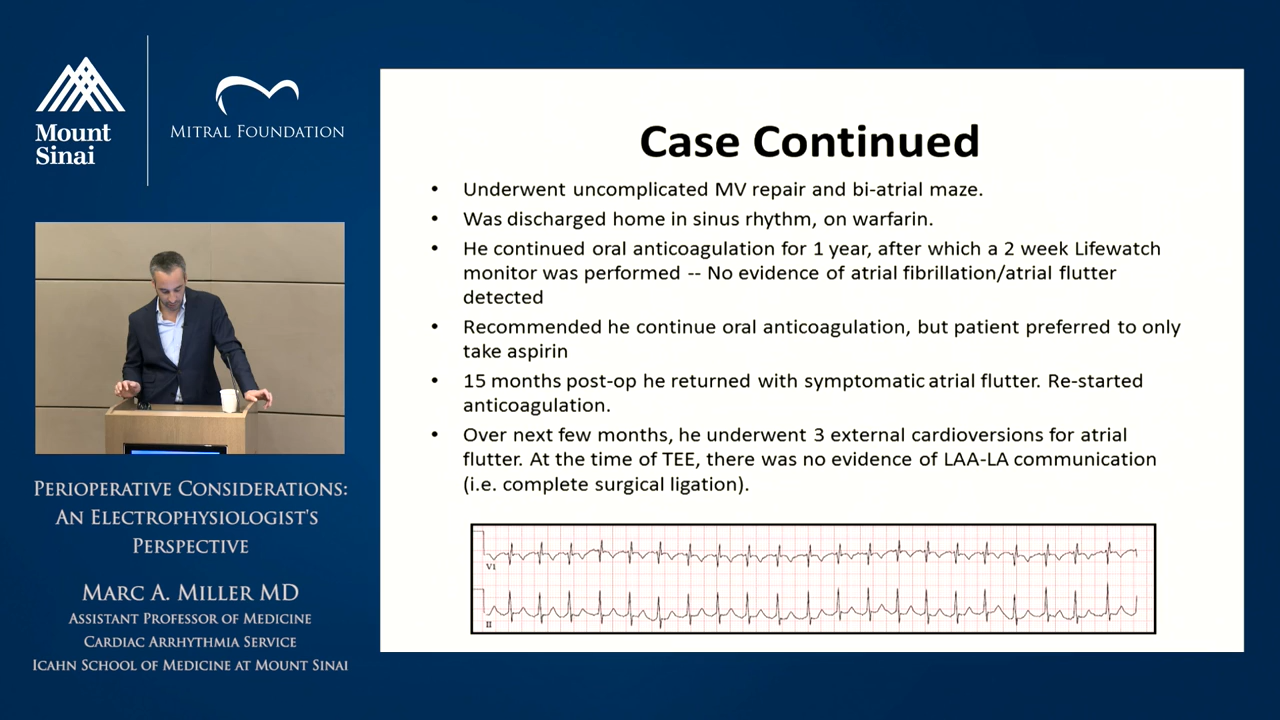 Mount
Sinai
MITRAL FOUNDATION
PERIOPERATIVE CONSIDERATIONS:
AN ELECTROPHYSIOLOGIST'S
PERSPECTIVE
MARC A. MILLER MD
ASSISTANT PROFESSOR OF MEDICINE
CARDIAC ARRHYTHMIA SERVICE
ICAHN SCHOOL OF MEDICINE AT MOUNT SINAI
Case Continued
• Underwent uncomplicated MV repair and bi-atrial maze.
• Was discharged home in sinus rhythm, on warfarin.
• He continued oral anticoagulation for 1 year, after which a 2 week Lifewatch
monitor was performed -- No evidence of atrial fibrillation/atrial flutter
detected
• Recommended he continue oral anticoagulation, but patient preferred to only
take aspirin
• 15 months post-op he returned with symptomatic atrial flutter. Re-started
anticoagulation.
• Over next few months, he underwent 3 external cardioversions for atrial
flutter. At the time of TEE, there was no evidence of LAA-LA communication
(i.e. complete surgical ligation).
V1
II